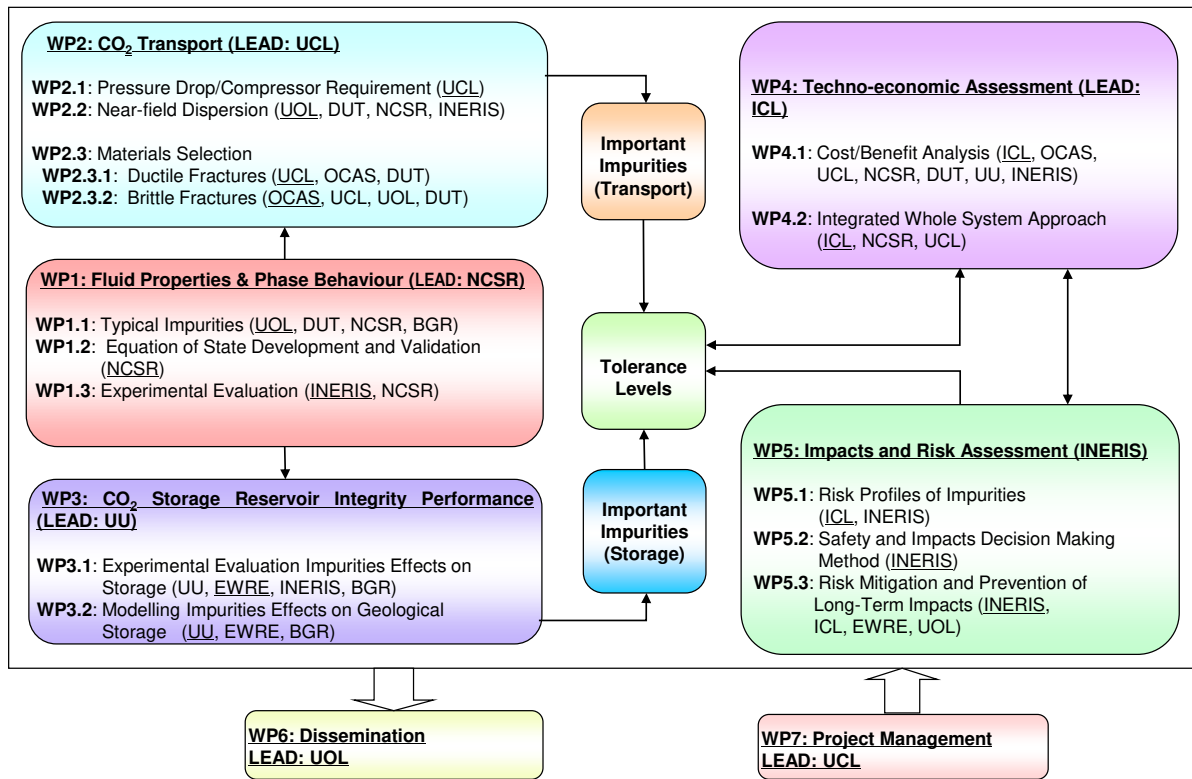 WP2: CO2 Transport (LEAD: UCL)
WP2.1: Pressure Drop/Compressor Requirement (UCL)
WP2.2: Near-field Dispersion (UOL, DUT, NCSR, INERIS)
WP2.3: Materials Selection
WP2.3.1: Ductile Fractures (UCL, OCAS, DUT)
WP2.3.2: Brittle Fractures (OCAS, UCL, UOL, DUT)
Important
Impurities
(Transport)
WP4: Techno-economic Assessment (LEAD:
ICL)
WP4.1: Cost/Benefit Analysis (ICL, OCAS,
UCL, NCSR, DUT, UU, INERIS)
WP4.2: Integrated Whole System Approach
(ICL, NCSR, UCL)
WP1: Fluid Properties & Phase Behaviour (LEAD: NCSR)
WP1.1: Typical Impurities (UOL, DUT, NCSR, BGR)
WP1.2: Equation of State Development and Validation
(NCSR)
WP1.3: Experimental Evaluation (INERIS, NCSR)
Tolerance
Levels
WP3: CO2 Storage Reservoir Integrity Performance
(LEAD: UU)
WP3.1: Experimental Evaluation Impurities Effects on
Storage (UU, EWRE, INERIS, BGR)
WP3.2: Modelling Impurities Effects on Geological
Storage (UU, EWRE, BGR)
Important
Impurities
(Storage)
WP5: Impacts and Risk Assessment (INERIS)
WP5.1: Risk Profiles of Impurities
(ICL, INERIS)
WP5.2: Safety and Impacts Decision Making
Method (INERIS)
WP5.3: Risk Mitigation and Prevention of
Long-Term Impacts (INERIS,
ICL, EWRE, UOL)
WP6: Dissemination
LEAD: UOL
WP7: Project Management
LEAD: UCL